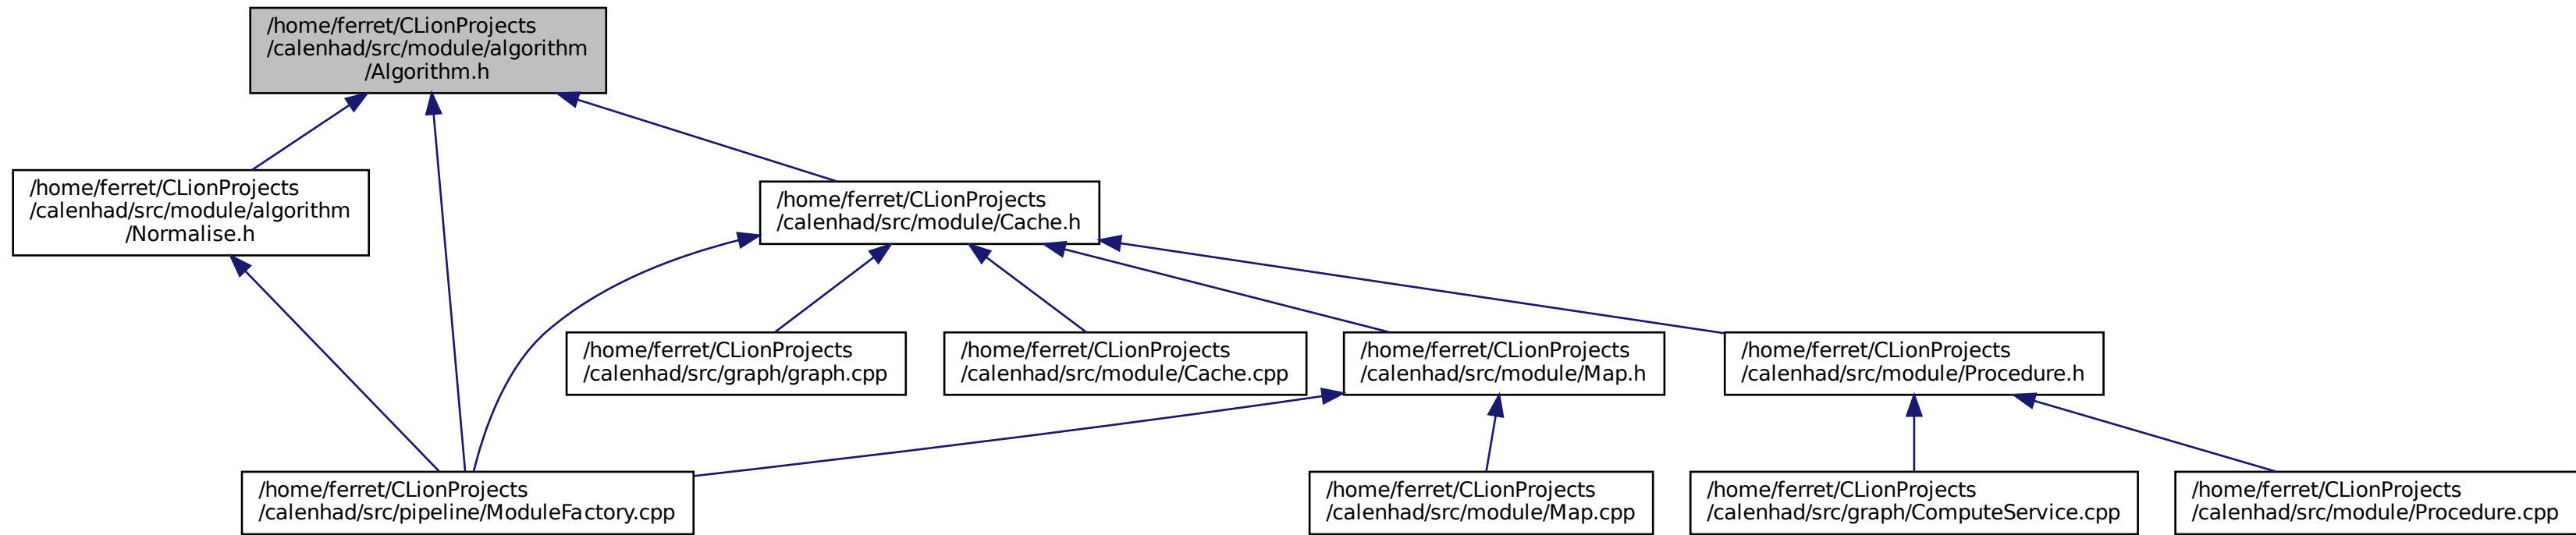 /home/ferret/CLionProjects
/calenhad/src/module/algorithm
/Algorithm.h
/home/ferret/CLionProjects
/calenhad/src/module/algorithm
/Normalise.h
/home/ferret/CLionProjects
/calenhad/src/module/Cache.h
/home/ferret/CLionProjects
/calenhad/src/graph/graph.cpp
/home/ferret/CLionProjects
/calenhad/src/module/Cache.cpp
/home/ferret/CLionProjects
/calenhad/src/module/Map.h
/home/ferret/CLionProjects
/calenhad/src/module/Procedure.h
/home/ferret/CLionProjects
/calenhad/src/pipeline/ModuleFactory.cpp
/home/ferret/CLionProjects
/calenhad/src/module/Map.cpp
/home/ferret/CLionProjects
/calenhad/src/graph/ComputeService.cpp
/home/ferret/CLionProjects
/calenhad/src/module/Procedure.cpp